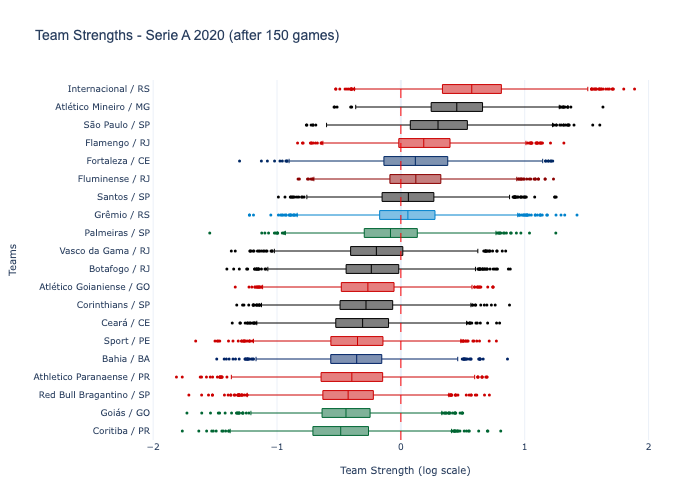 Team Strengths - Serie A 2020 (after 150 games)
Internacional / RS
Atlético Mineiro / MG
São Paulo / SP
Flamengo / RJ
Fortaleza / CE
Fluminense / RJ
Santos / SP
Grêmio / RS
Palmeiras / SP
Vasco da Gama / RJ
Botafogo / RJ
Atlético Goianiense / GO
Corinthians / SP
Ceará / CE
Sport / PE
Bahia / BA
Athletico Paranaense / PR
Red Bull Bragantino / SP
Goiás / GO
Coritiba / PR
Teams
−2 −1 0 1 2
Team Strength (log scale)